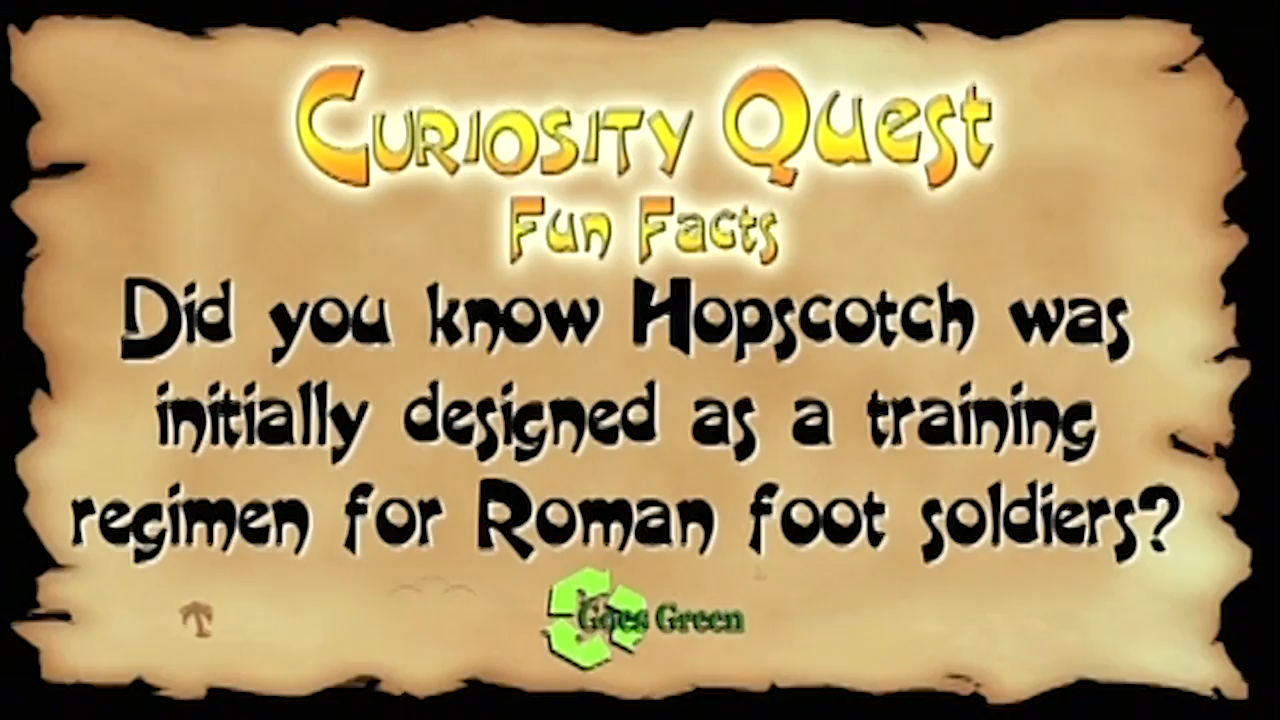 Curiosity Quest
Fun Facts
Did you know Hopscotch was
initially designed as a training
regimen for Roman foot soldiers?
Goes Green